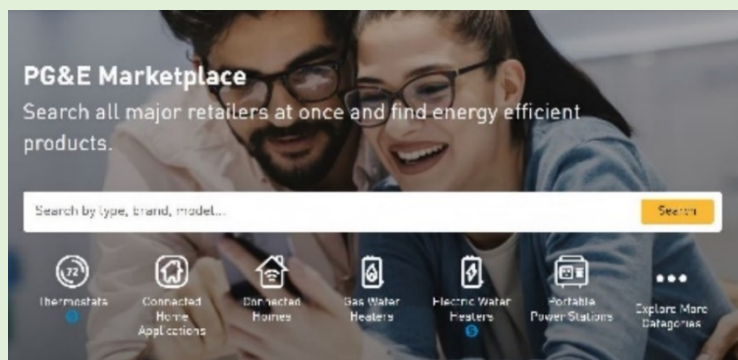 PG&E Marketplace
Search all major retailers at once and find energy efficient
products.
Search by type, brand, model...
Search
72
Thermostats
Connected
Home
Applications
Connected
Homes
Gas Water
Heaters
Electric Water
Heaters
Portable
Power Stations
Explore More
Categories